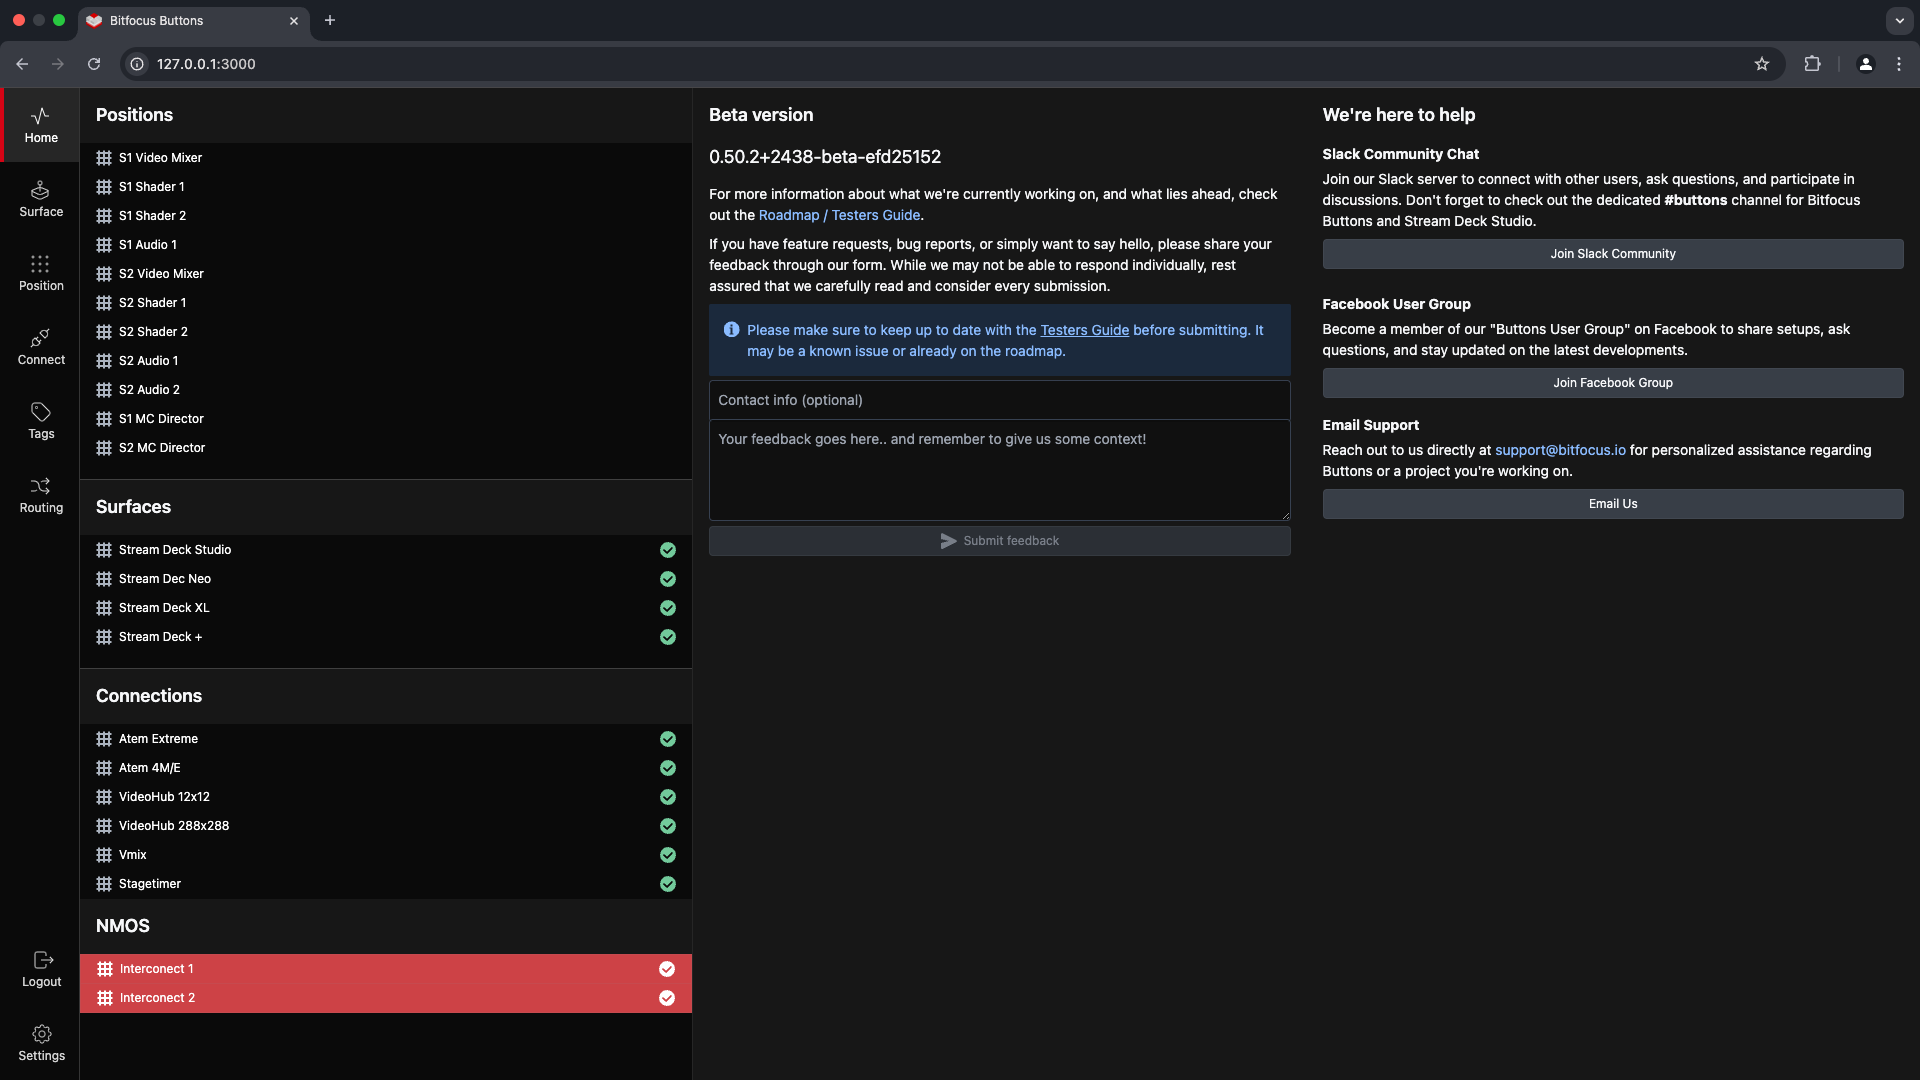 Bitfocus Buttons
127.0.0.1:3000
Home
Surface
Position
Connect
Tags
Routing
Logout
Settings
Positions
S1 Video Mixer
S1 Shader 1
S1 Shader 2
S1 Audio 1
S2 Video Mixer
S2 Shader 1
S2 Shader 2
S2 Audio 1
S2 Audio 2
S1 MC Director
S2 MC Director
Surfaces
Stream Deck Studio
Stream Dec Neo
Stream Deck XL
Stream Deck +
Connections
Atem Extreme
Atem 4M/E
VideoHub 12x12
VideoHub 288x288
Vmix
Stagetimer
NMOS
Interconect 1
Interconect 2
Beta version
0.50.2+2438-beta-efd25152
For more information about what we're currently working on, and what lies ahead, check
out the Roadmap / Testers Guide.
If you have feature requests, bug reports, or simply want to say hello, please share your
feedback through our form. While we may not be able to respond individually, rest
assured that we carefully read and consider every submission.
Please make sure to keep up to date with the Testers Guide before submitting. It
may be a known issue or already on the roadmap.
Contact info (optional)
Your feedback goes here.. and remember to give us some context!
Submit feedback
We're here to help
Slack Community Chat
Join our Slack server to connect with other users, ask questions, and participate in
discussions. Don't forget to check out the dedicated #buttons channel for Bitfocus
Buttons and Stream Deck Studio.
Join Slack Community
Facebook User Group
Become a member of our "Buttons User Group" on Facebook to share setups, ask
questions, and stay updated on the latest developments.
Join Facebook Group
Email Support
Reach out to us directly at support@bitfocus.io for personalized assistance regarding
Buttons or a project you're working on.
Email Us